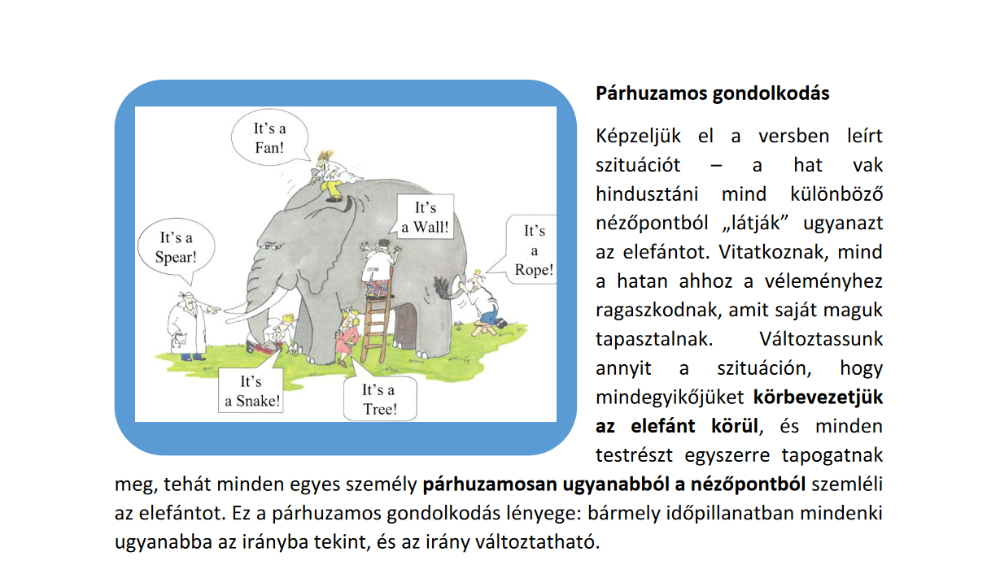 It's a
Fan!
It's
a Wall!
It's a
Spear!
It's
a
Rope!
It's
a Snake!
It's a
Tree!
Párhuzamos gondolkodás
Képzeljük el a versben leírt
szituációt – a hat vak
hindusztáni mind különböző
nézőpontból „látják” ugyanazt
az elefántot. Vitatkoznak, mind
a hatan ahhoz a véleményhez
ragaszkodnak, amit saját maguk
tapasztalnak. Változtassunk
annyit a szituáción, hogy
mindegyikőjüket körbevezetjük
az elefánt körül, és minden
testrészt egyszerre tapogatnak
meg, tehát minden egyes személy párhuzamosan ugyanabból a nézőpontból szemléli
az elefántot. Ez a párhuzamos gondolkodás lényege: bármely időpillanatban mindenki
ugyanabba az irányba tekint, és az irány változtatható.